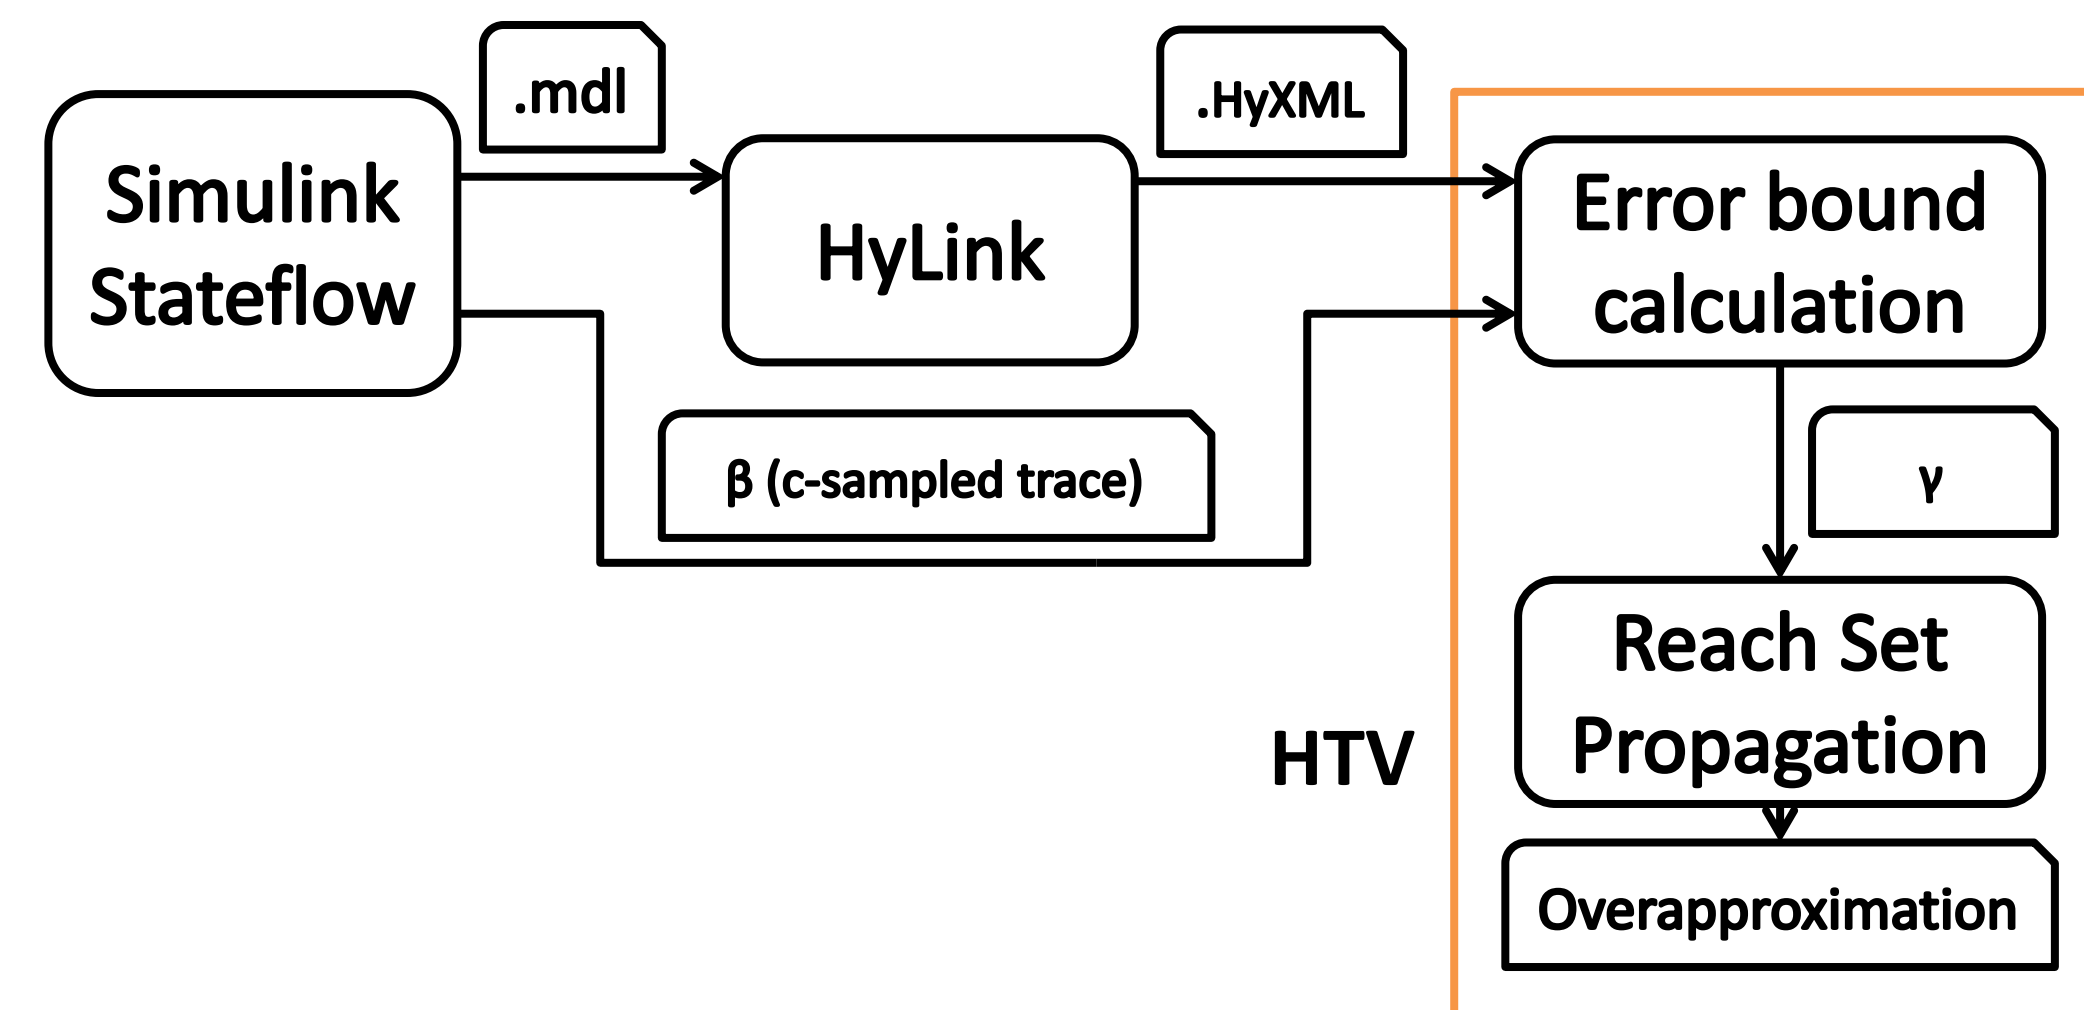 .mdl
.HyXML
Simulink
Stateflow
HyLink
Error bound
calculation
β (c-sampled trace)
γ
Reach Set
Propagation
HTV
Overapproximation